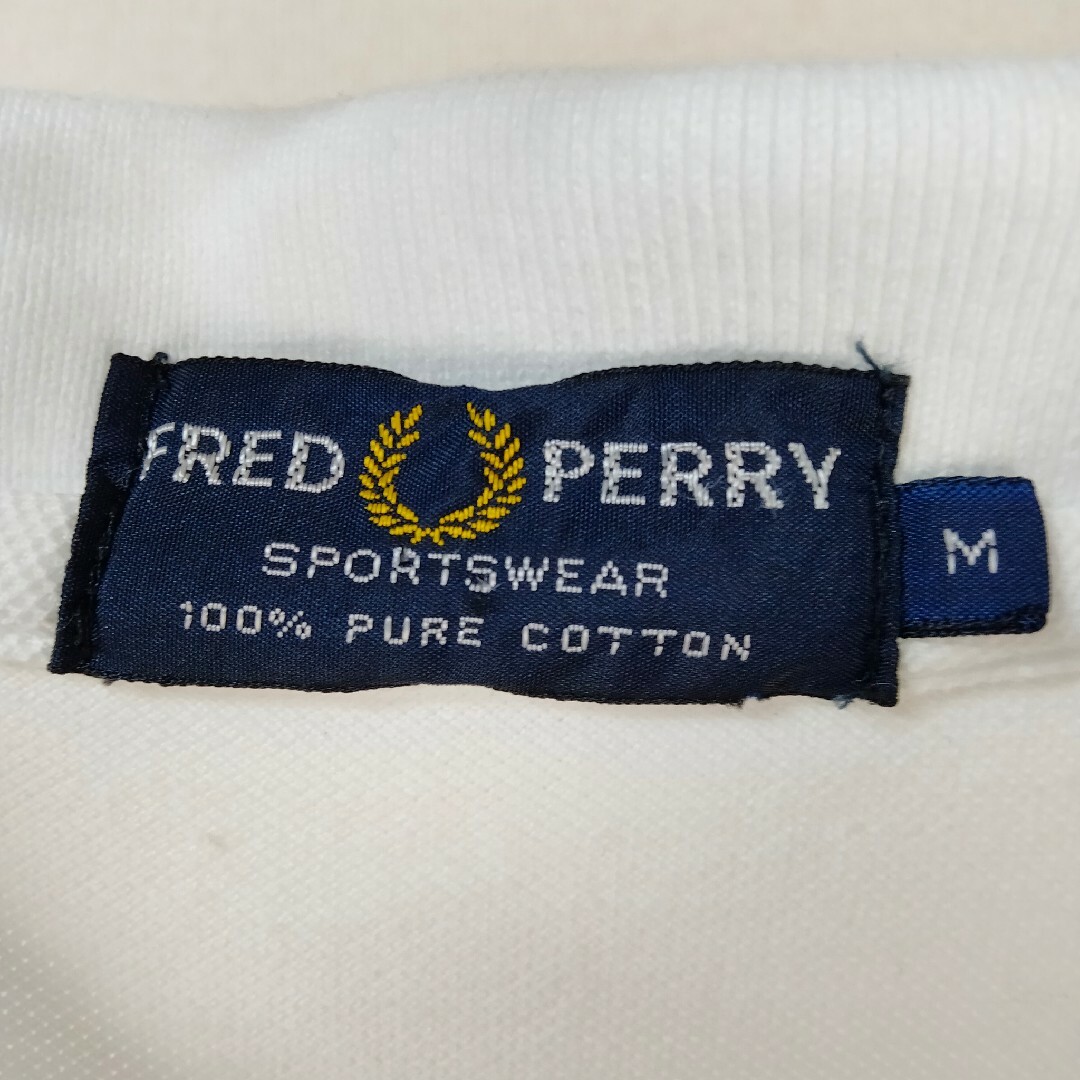 FRED PERRY
SPORTSWEAR
100% PURE COTTON
M